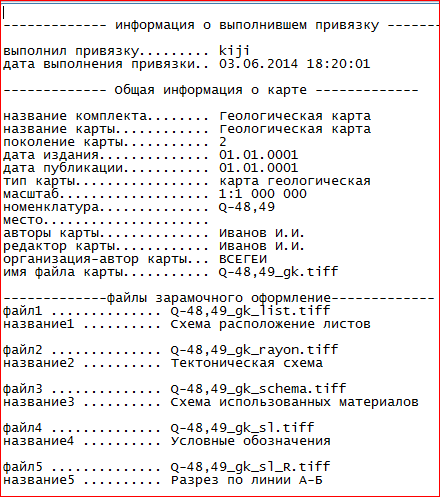 ------------- информация о выполнившем привязку -------
выполнил привязку......... kiji
дата выполнения привязки.. 03.06.2014 18:20:01
------------- Общая информация о карте -------------
название комплекта........ Геологическая карта
название карты............ Геологическая карта
поколение карты........... 2
дата издания.............. 01.01.0001
дата публикации........... 01.01.0001
тип карты................. карта геологическая
масштаб................... 1:1 000 000
номенклатура.............. Q-48,49
место.....................
авторы карты.............. Иванов И.И.
редактор карты............ Иванов И.И.
организация-автор карты... ВСЕГЕИ
имя файла карты........... Q-48,49_gk.tiff
-------------файлы зарамочного оформление-------------
файл1 .............. Q-48,49_gk_list.tiff
название1 .......... Схема расположение листов
файл2 .............. Q-48,49_gk_rayon.tiff
название2 .......... Тектоническая схема
файл3 .............. Q-48,49_gk_schema.tiff
название3 .......... Схема использованных материалов
файл4 .............. Q-48,49_gk_sl.tiff
название4 .......... Условные обозначения
файл5 .............. Q-48,49_gk_sl_R.tiff
название5 .......... Разрез по линии А-Б